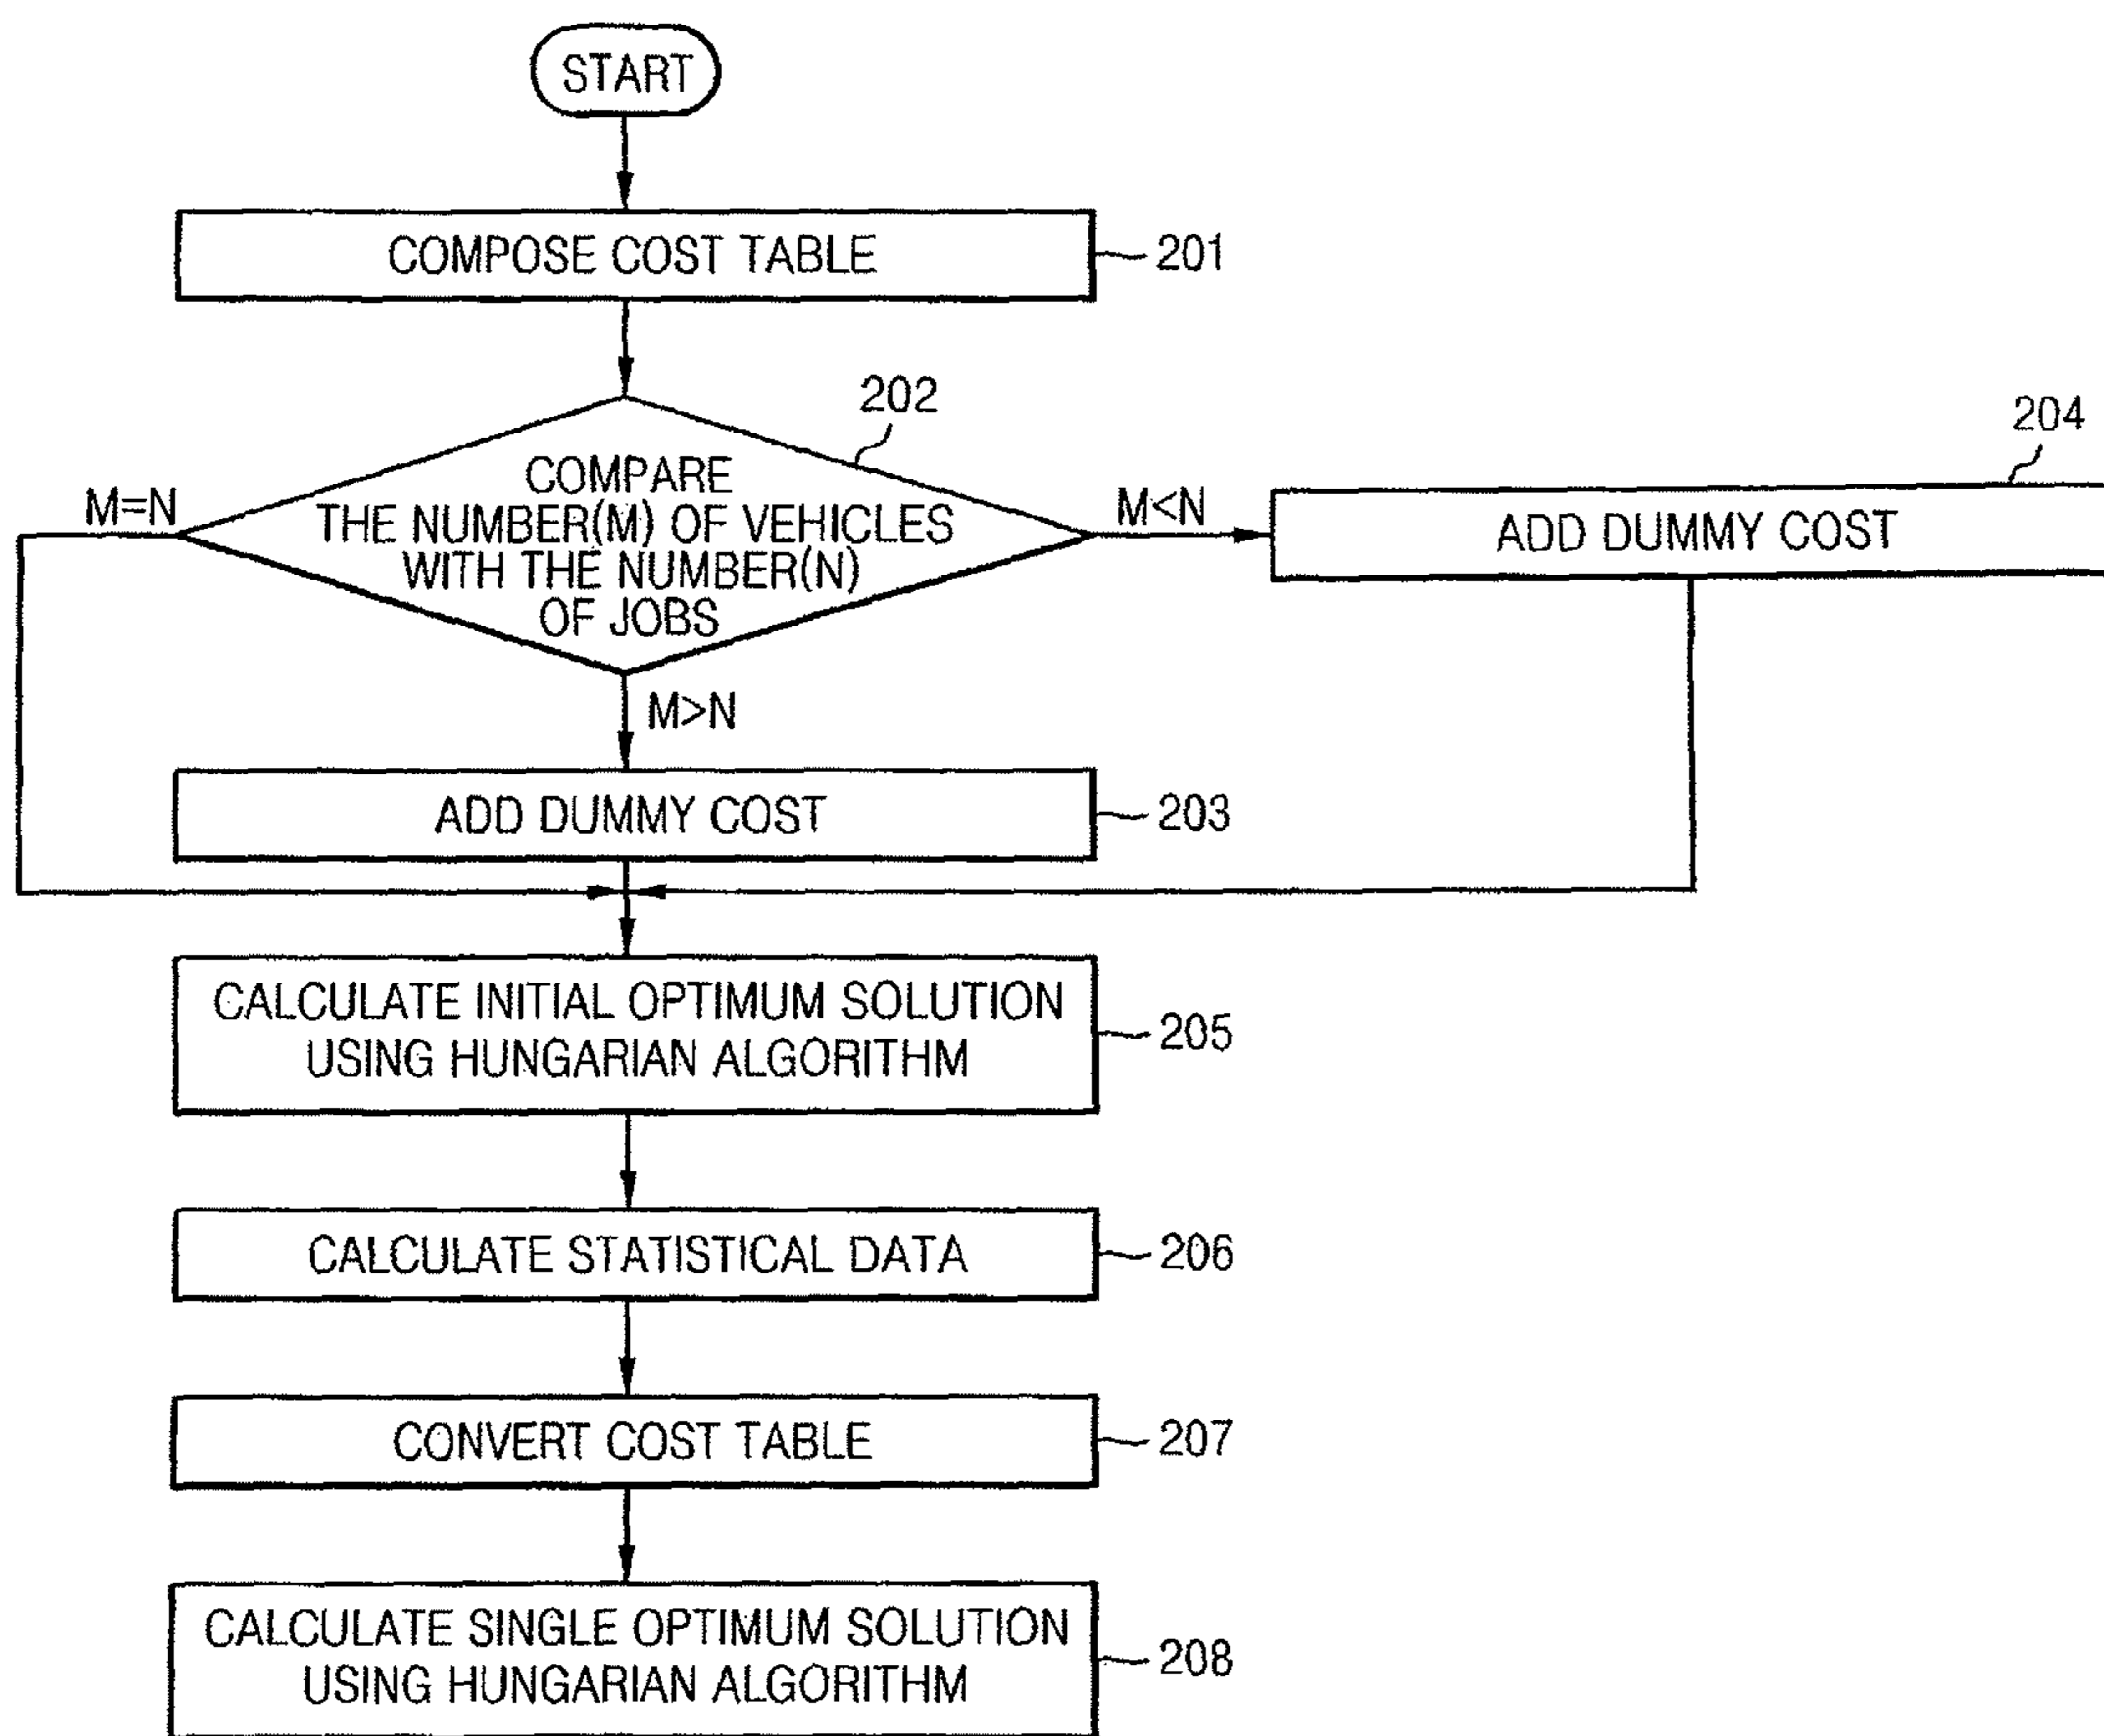 START
COMPOSE COST TABLE
201
202
COMPARE
THE NUMBER(M) OF VEHICLES
WITH THE NUMBER(N)
OF JOBS
M=N
M<N
204
ADD DUMMY COST
M>N
ADD DUMMY COST
203
CALCULATE INITIAL OPTIMUM SOLUTION
USING HUNGARIAN ALGORITHM
205
CALCULATE STATISTICAL DATA
206
CONVERT COST TABLE
207
CALCULATE SINGLE OPTIMUM SOLUTION
USING HUNGARIAN ALGORITHM
208